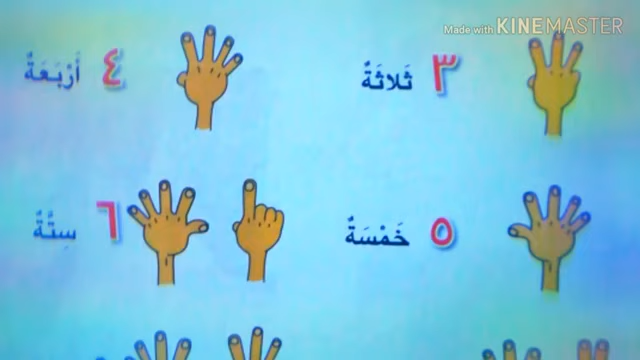 Made with KINEMASTER
٣ ثَلاثَةٌ
٤ أَرْبَعَةٌ
٥ خَمْسَةٌ
٦ سِتَّةٌ